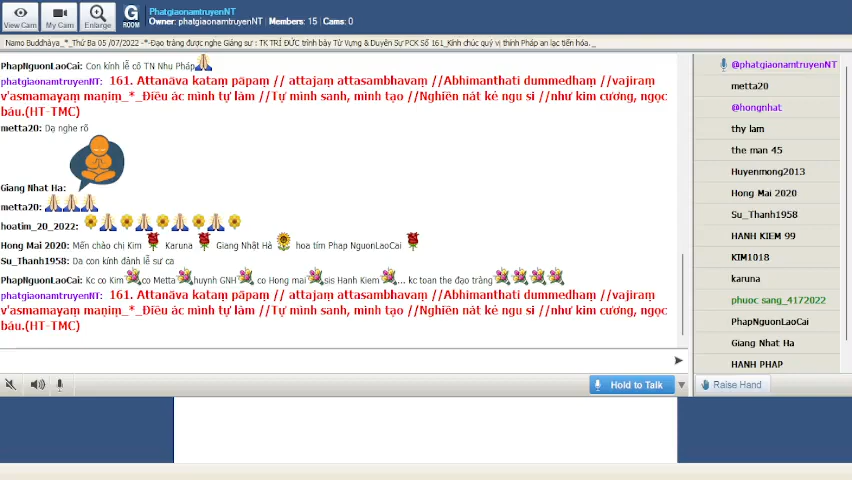 View Cam
My Cam
Enlarge
G
ROOM
PhatgiaonamtruyenNT
Owner: phatgiaonamtruyenNT | Members: 15 | Cams: 0
Namo Buddhàya_*_Thứ Ba 05 /07/2022 -*-Đạo tràng được nghe Giảng sư : TK TRÍ ĐỨC trình bày Từ Vựng & Duyên Sự PCK Số 161_Kính chúc quý vị thính Pháp an lạc tiến hóa._
PhapNguonLaoCai: Con kính lễ cô TN Nhu Pháp
phatgiaonamtruyenNT: 161. Attanāva kataṃ pāpaṃ // attajaṃ attasambhavaṃ //Abhimanthati dummedhaṃ //vajiraṃ
v'asmamayaṃ maṇiṃ_*_Điều ác mình tự làm //Tự mình sanh, mình tạo //Nghiền nát kẻ ngu si //như kim cương, ngọc
báu.(HT-TMC)
metta20: Dạ nghe rõ
Giang Nhat Ha:
metta20:
hoatim_20_2022:
Hong Mai 2020: Mến chào chi Kim Karuna Giang Nhật Hà hoa tím Phap NguonLaoCai
Su_Thanh1958: Da con kính đảnh lễ sư ca
PhapNguonLaoCai: Kc co Kim co Metta huynh GNH co Hong mai sis Hanh Kiem ... kc toan the đạo tràng
phatgiaonamtruyenNT: 161. Attanāva kataṃ pāpaṃ // attajaṃ attasambhavaṃ //Abhimanthati dummedhaṃ //vajiraṃ
v'asmamayaṃ maṇiṃ_*_Điều ác mình tự làm //Tự mình sanh, mình tạo //Nghiền nát kẻ ngu si //như kim cương, ngọc
báu.(HT-TMC)
@phatgiaonamtruyenNT
metta20
@hongnhat
thy lam
the man 45
Huyenmong2013
Hong Mai 2020
Su_Thanh1958
HANH KIEM 99
KIM1018
karuna
phuoc sang_4172022
PhapNguonLaoCai
Giang Nhat Ha
HANH PHAP
Hold to Talk
Raise Hand